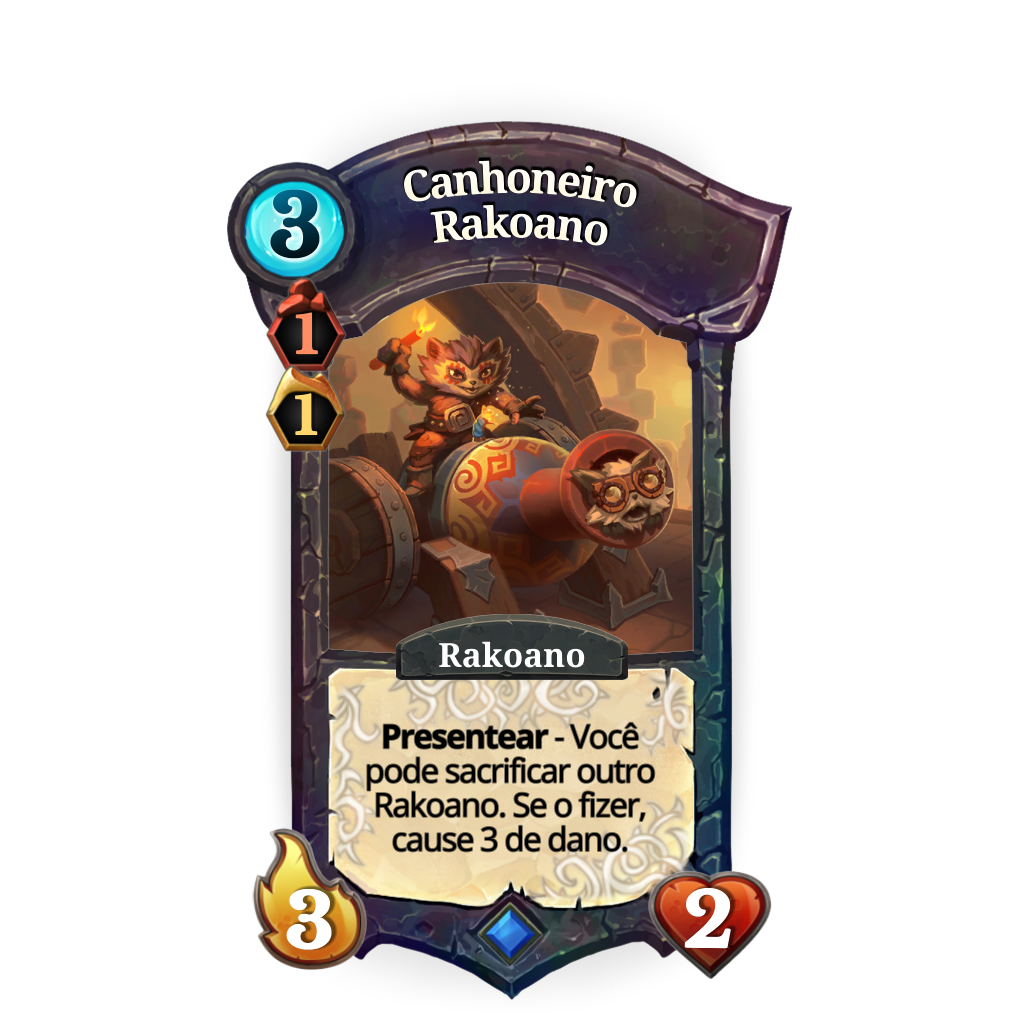 Canhoneiro
Rakoano
3
1
1
Rakoano
Presentear - Você
pode sacrificar outro
Rakoano. Se o fizer,
cause 3 de dano.
3
2